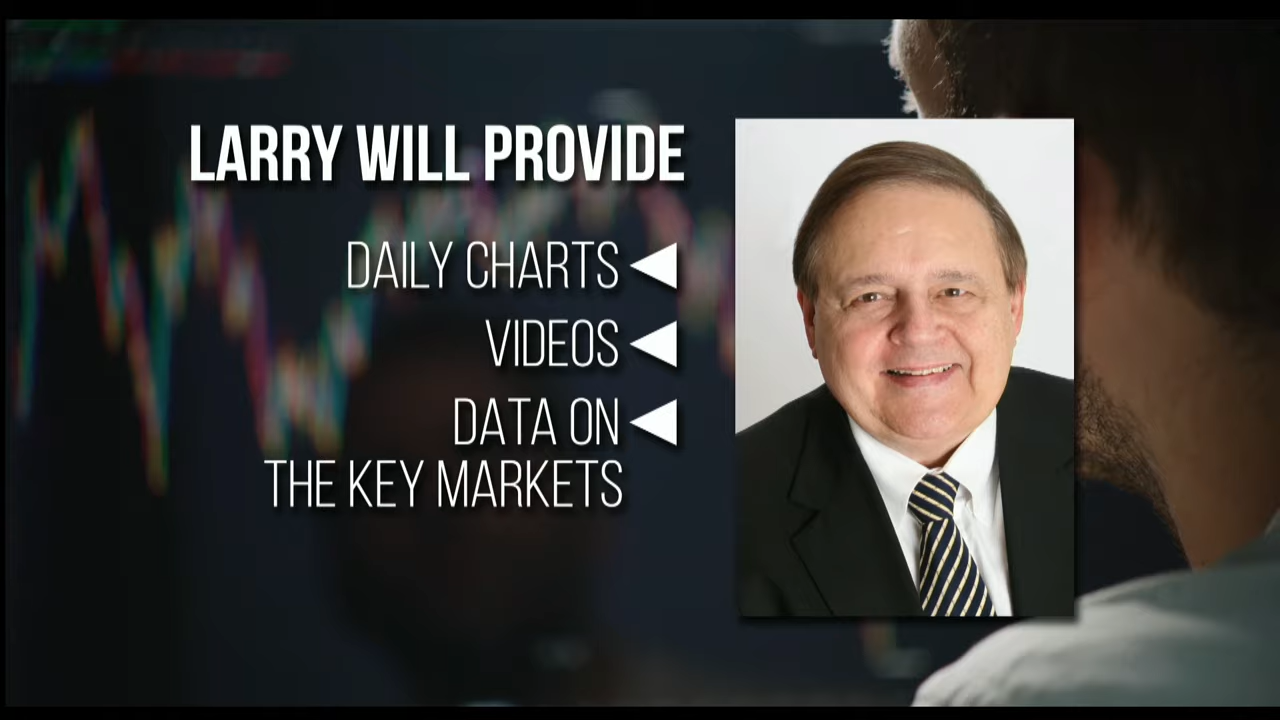 LARRY WILL PROVIDE
DAILY CHARTS
VIDEOS
DATA ON
THE KEY MARKETS